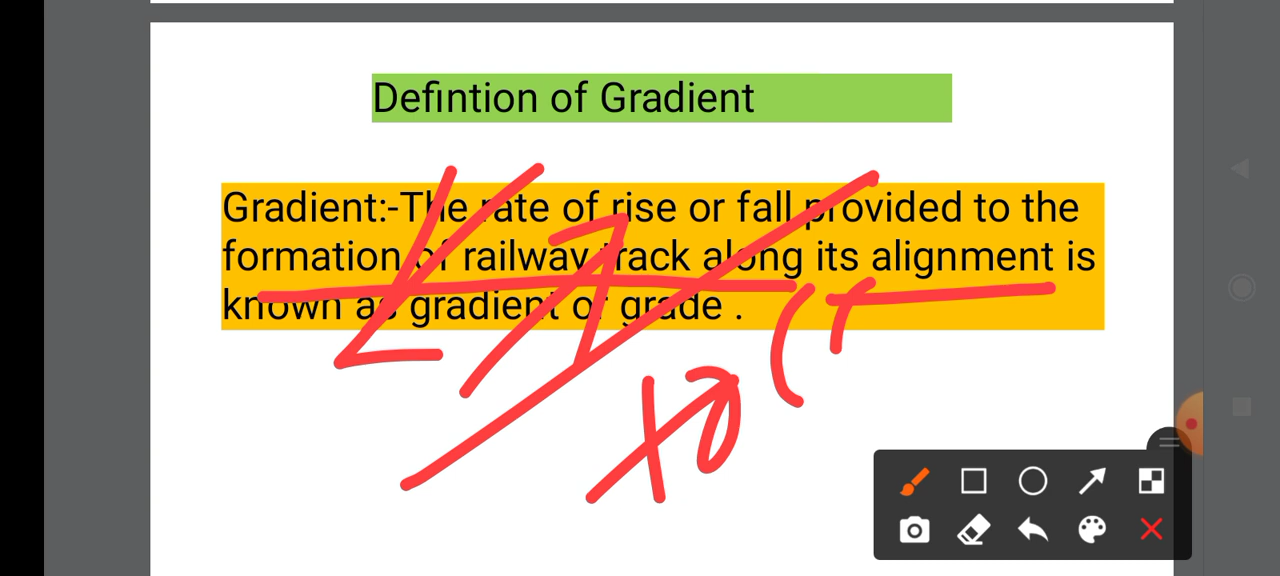 Defintion of Gradient
Gradient:-The rate of rise or fall provided to the
formation of railway track along its alignment is
known as gradient or grade .